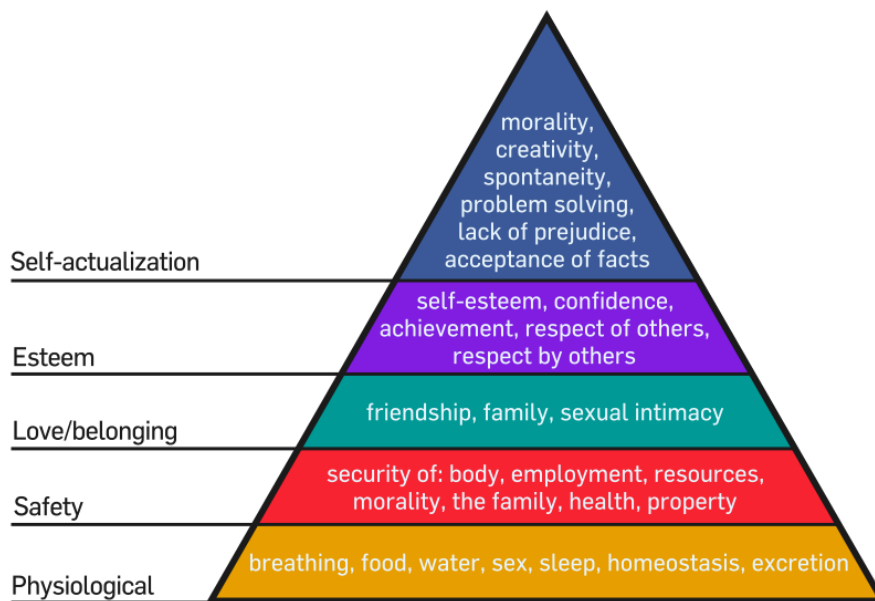 morality,
creativity,
spontaneity,
problem solving,
lack of prejudice,
acceptance of facts
Self-actualization
self-esteem, confidence,
achievement, respect of others,
respect by others
Esteem
friendship, family, sexual intimacy
Love/belonging
security of: body, employment, resources,
morality, the family, health, property
Safety
breathing, food, water, sex, sleep, homeostasis, excretion
Physiological